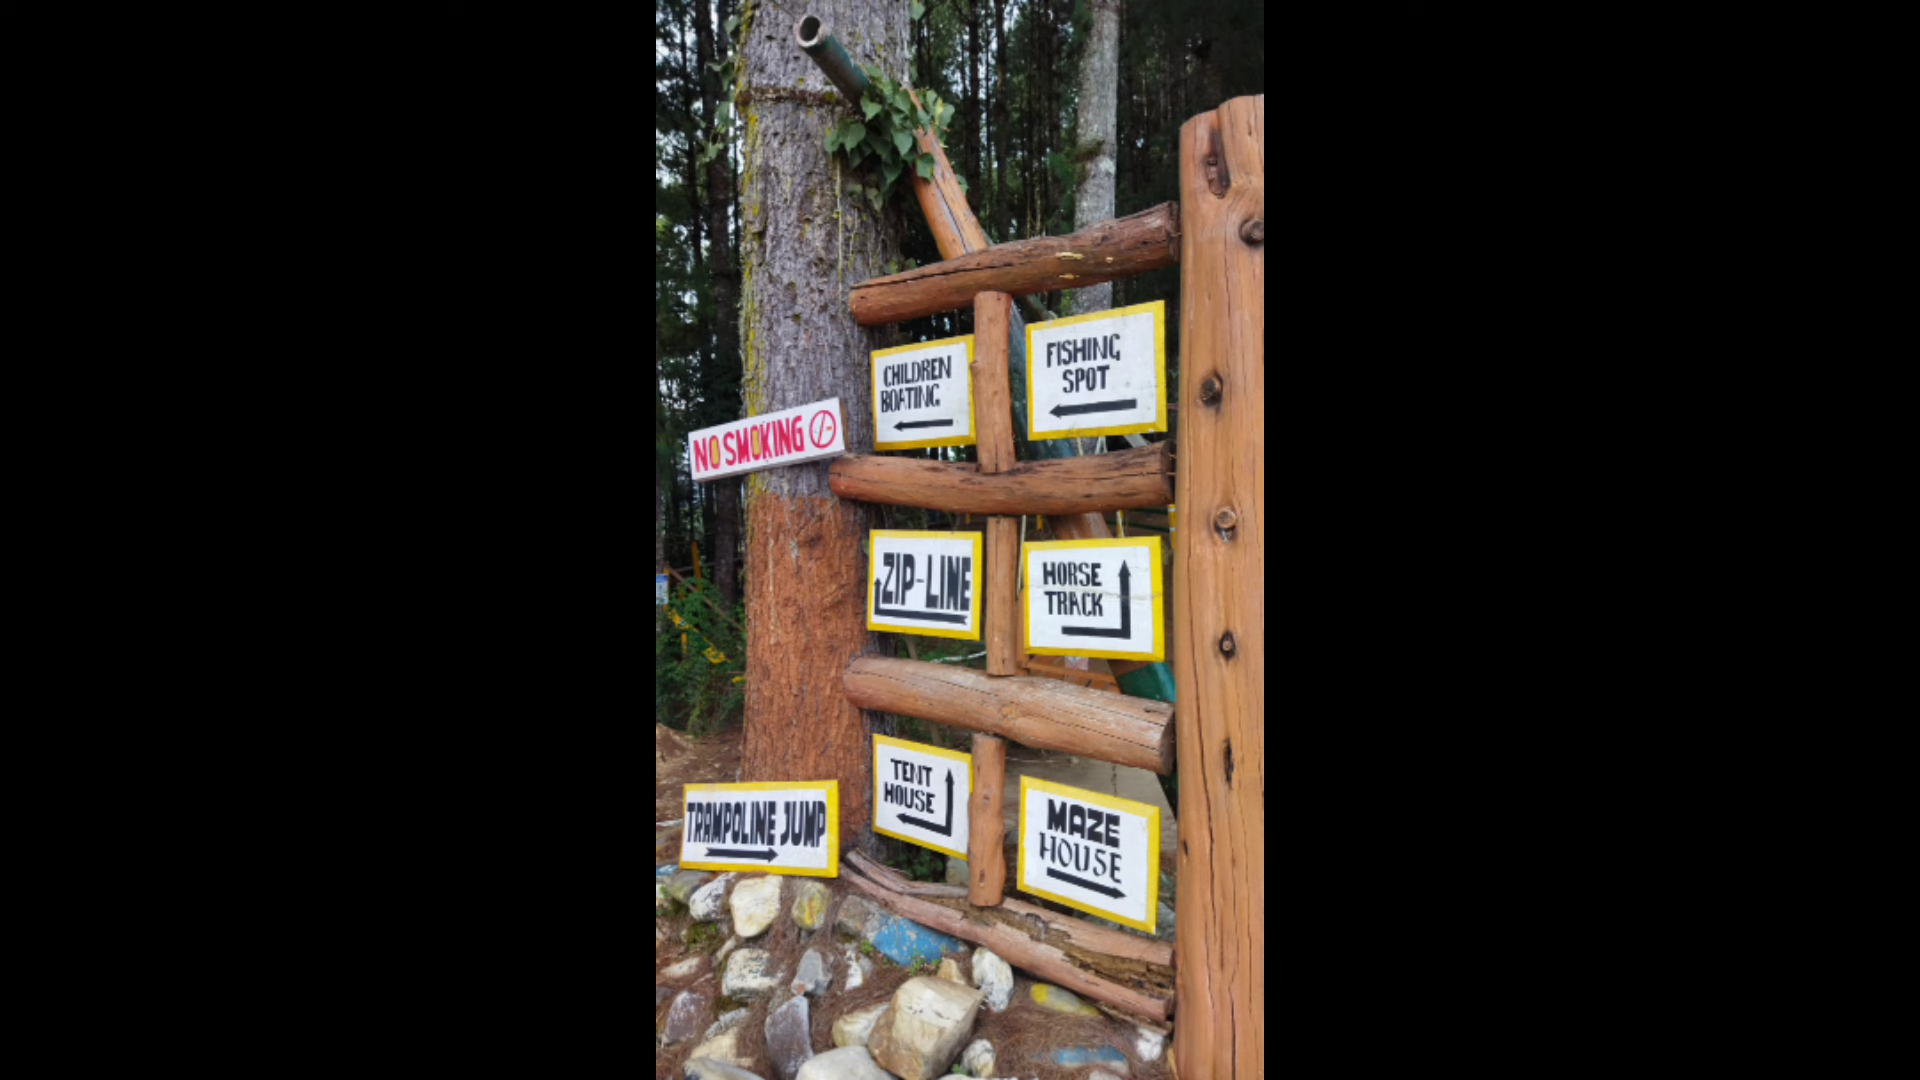 CHILDREN
BOATING
FISHING
SPOT
NO SMOKING
ZIP-LINE
HORSE
TRACK
TENT
HOUSE
TRAMPOLINE JUMP
MAZE
HOUSE